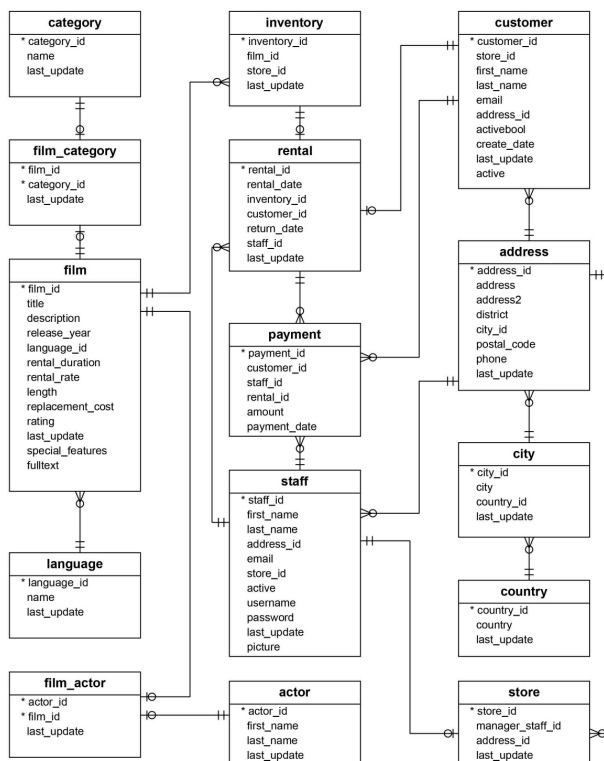 category
* category_id
name
last_update
film_category
* film_id
* category_id
last_update
film
* film_id
title
description
release_year
language_id
rental_duration
rental_rate
length
replacement_cost
rating
last_update
special_features
fulltext
language
* language_id
name
last_update
film_actor
* actor_id
* film_id
last_update
inventory
* inventory_id
film_id
store_id
last_update
rental
* rental_id
rental_date
inventory_id
customer_id
return_date
staff_id
last_update
payment
* payment_id
customer_id
staff_id
rental_id
amount
payment_date
staff
* staff_id
first_name
last_name
address_id
email
store_id
active
username
password
last_update
picture
actor
* actor_id
first_name
last_name
last_update
customer
* customer_id
store_id
first_name
last_name
email
address_id
activebool
create_date
last_update
active
address
* address_id
address
address2
district
city_id
postal_code
phone
last_update
city
* city_id
city
country_id
last_update
country
* country_id
country
last_update
store
* store_id
manager_staff_id
address_id
last_update